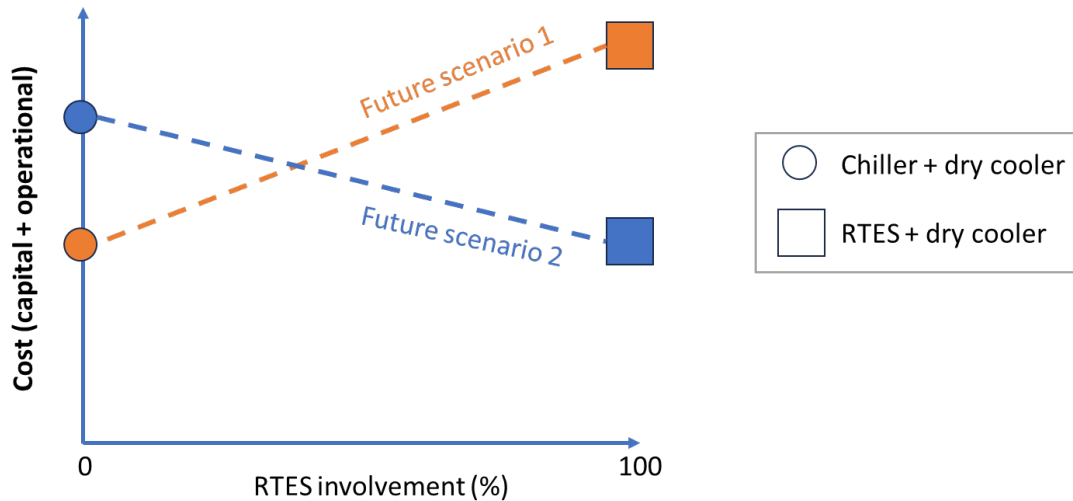 Cost (capital + operational)
Future scenario 1
Future scenario 2
0
100
RTES involvement (%)
Chiller + dry cooler
RTES + dry cooler